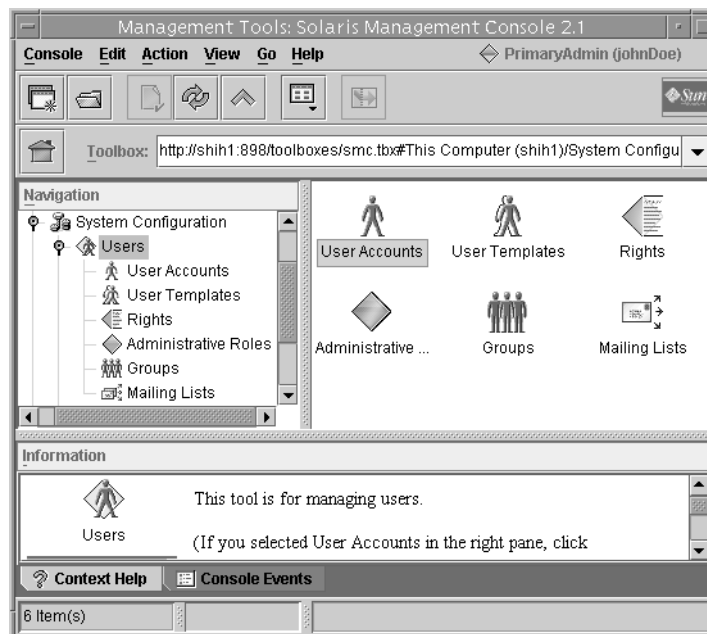 Management Tools: Solaris Management Console 2.1
Console Edit Action View Go Help
PrimaryAdmin (johnDoe)
Sun
Toolbox: http://shih1:898/toolboxes/smc.tbx#This Computer (shih1)/System Configu
Navigation
System Configuration
Users
User Accounts
User Templates
Rights
Administrative Roles
Groups
Mailing Lists
User Accounts User Templates Rights
Administrative ... Groups Mailing Lists
Information
Users
This tool is for managing users.
(If you selected User Accounts in the right pane, click
Context Help Console Events
6 Item(s)